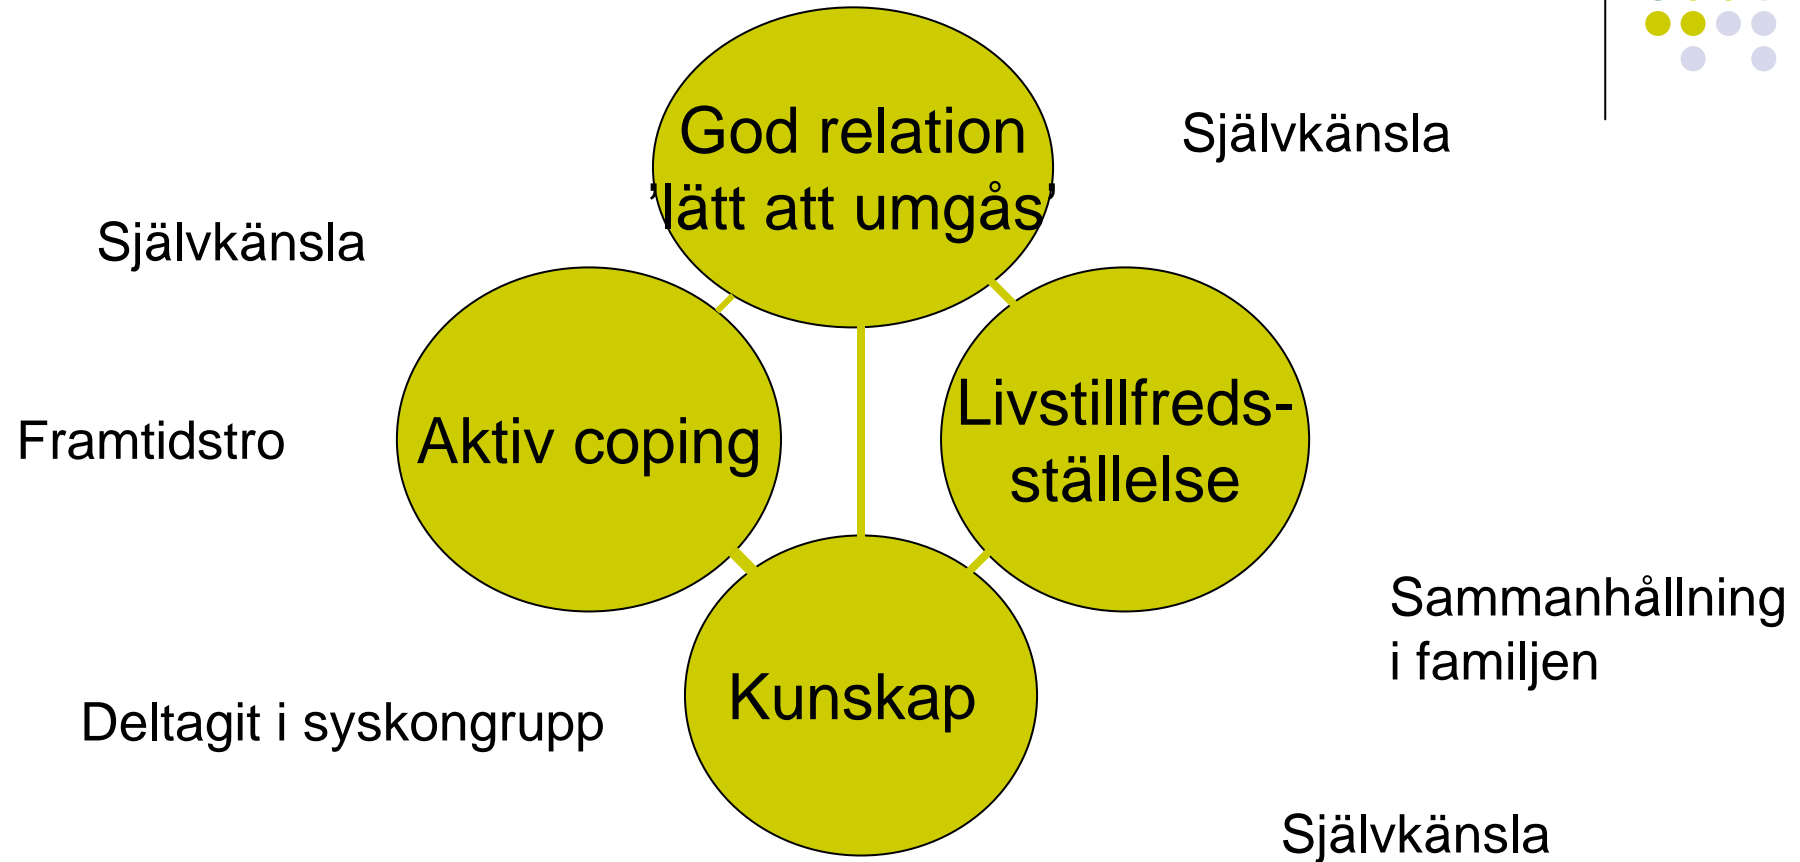 God relation
'lätt att umgås'
Självkänsla
Självkänsla
Framtidstro
Aktiv coping
Livstillfreds-
ställelse
Sammanhållning
i familjen
Deltagit i syskongrupp
Kunskap
Självkänsla